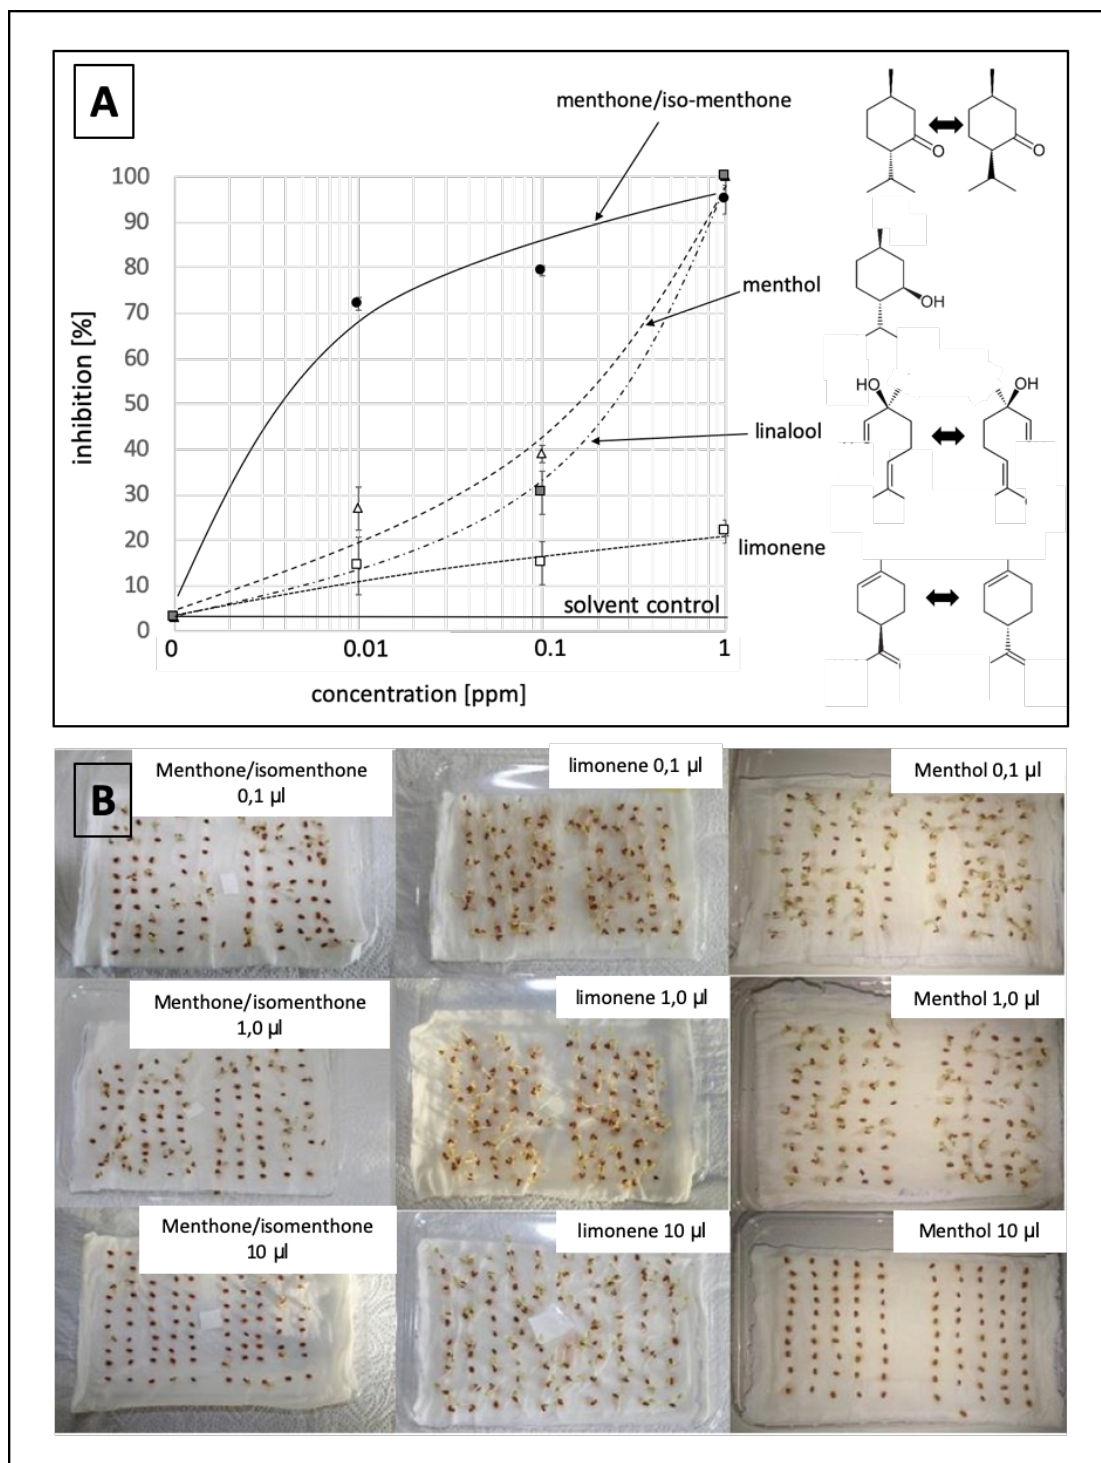 A
menthone/iso-menthone
O
O
100
90
80
70
60
50
40
30
20
10
0
inhibition [%]
OH
menthol
HO
OH
linalool
limonene
solvent control
0
0.01
0.1
1
concentration [ppm]
B
Menthone/isomenthone
0,1 µl
limonene 0,1 µl
Menthol 0,1 µl
Menthone/isomenthone
1,0 µl
limonene 1,0 µl
Menthol 1,0 µl
Menthone/isomenthone
10 µl
limonene 10 µl
Menthol 10 µl